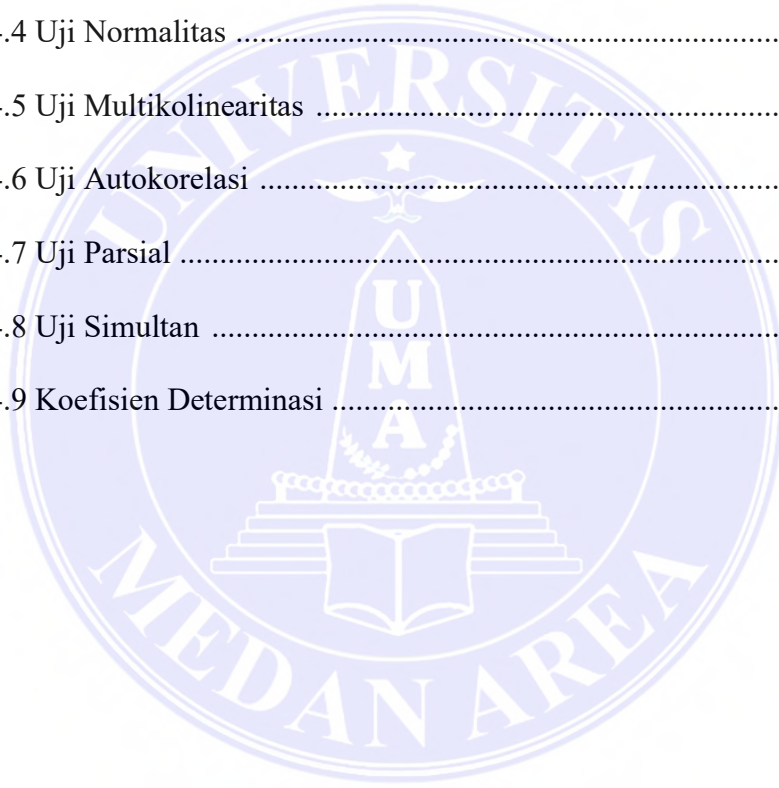 .4 Uji Normalitas ........................................................................
.5 Uji Multikolinearitas .............................................................
.6 Uji Autokorelasi .....................................................................
.7 Uji Parsial ................................................................................
.8 Uji Simultan ...........................................................................
.9 Koefisien Determinasi ...........................................................
UNIVERSITAS
UMA
MEDAN AREA